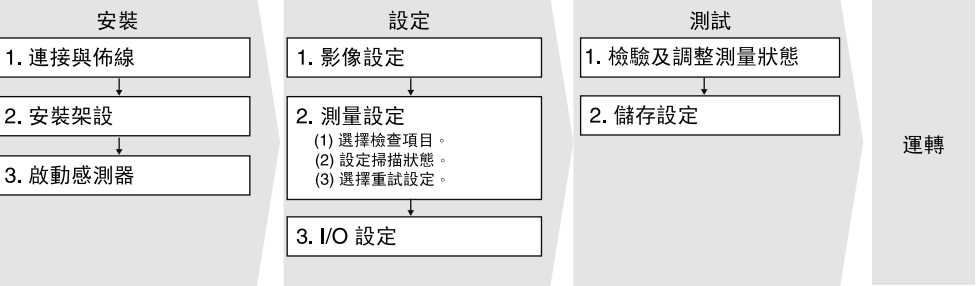 安裝
1. 連接與佈線
2. 安裝架設
3. 啟動感測器
設定
1. 影像設定
2. 測量設定
(1) 選擇檢查項目。
(2) 設定掃描狀態。
(3) 選擇重試設定。
3. I/O 設定
測試
1. 檢驗及調整測量狀態
2. 儲存設定
運轉